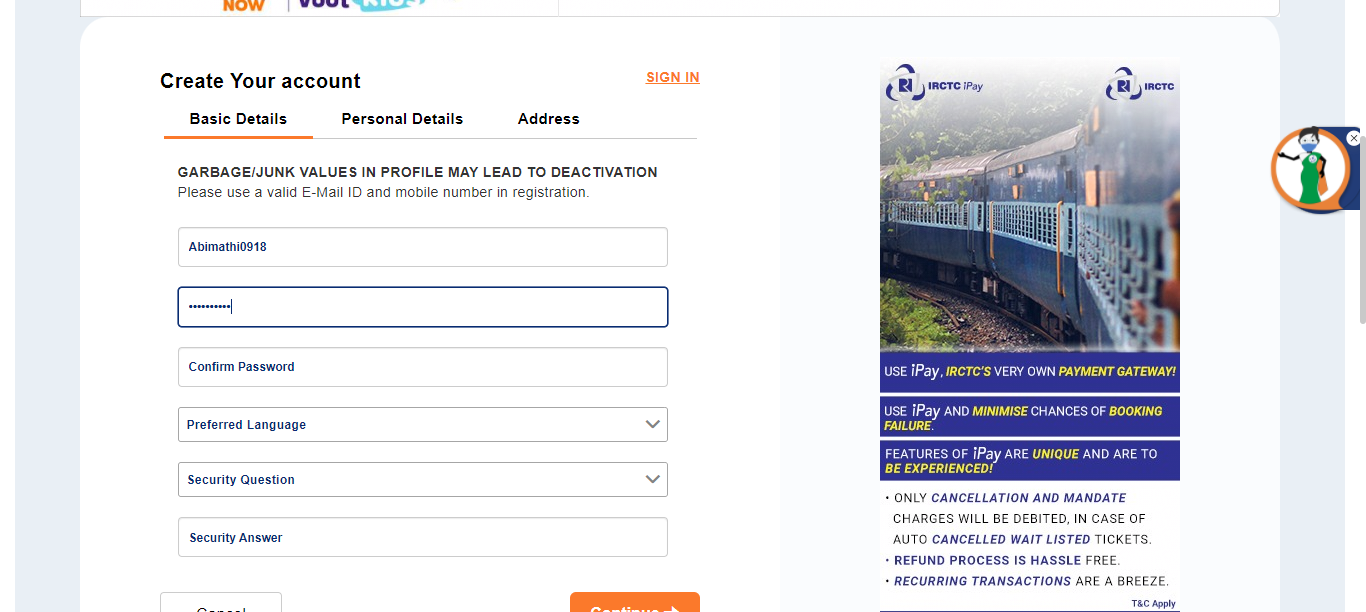 NOW
Create Your account
SIGN IN
Basic Details
Personal Details
Address
GARBAGE/JUNK VALUES IN PROFILE MAY LEAD TO DEACTIVATION
Please use a valid E-Mail ID and mobile number in registration.
Abimathi0918
••••••••••
Confirm Password
Preferred Language
Security Question
Security Answer
Cancel
Continue
IRCTC iPay
IRCTC
USE iPay, IRCTC'S VERY OWN PAYMENT GATEWAY!
USE iPay AND MINIMISE CHANCES OF BOOKING
FAILURE.
FEATURES OF iPay ARE UNIQUE AND ARE TO
BE EXPERIENCED!
• ONLY CANCELLATION AND MANDATE
CHARGES WILL BE DEBITED, IN CASE OF
AUTO CANCELLED WAIT LISTED TICKETS.
• REFUND PROCESS IS HASSLE FREE.
• RECURRING TRANSACTIONS ARE A BREEZE.
T&C Apply